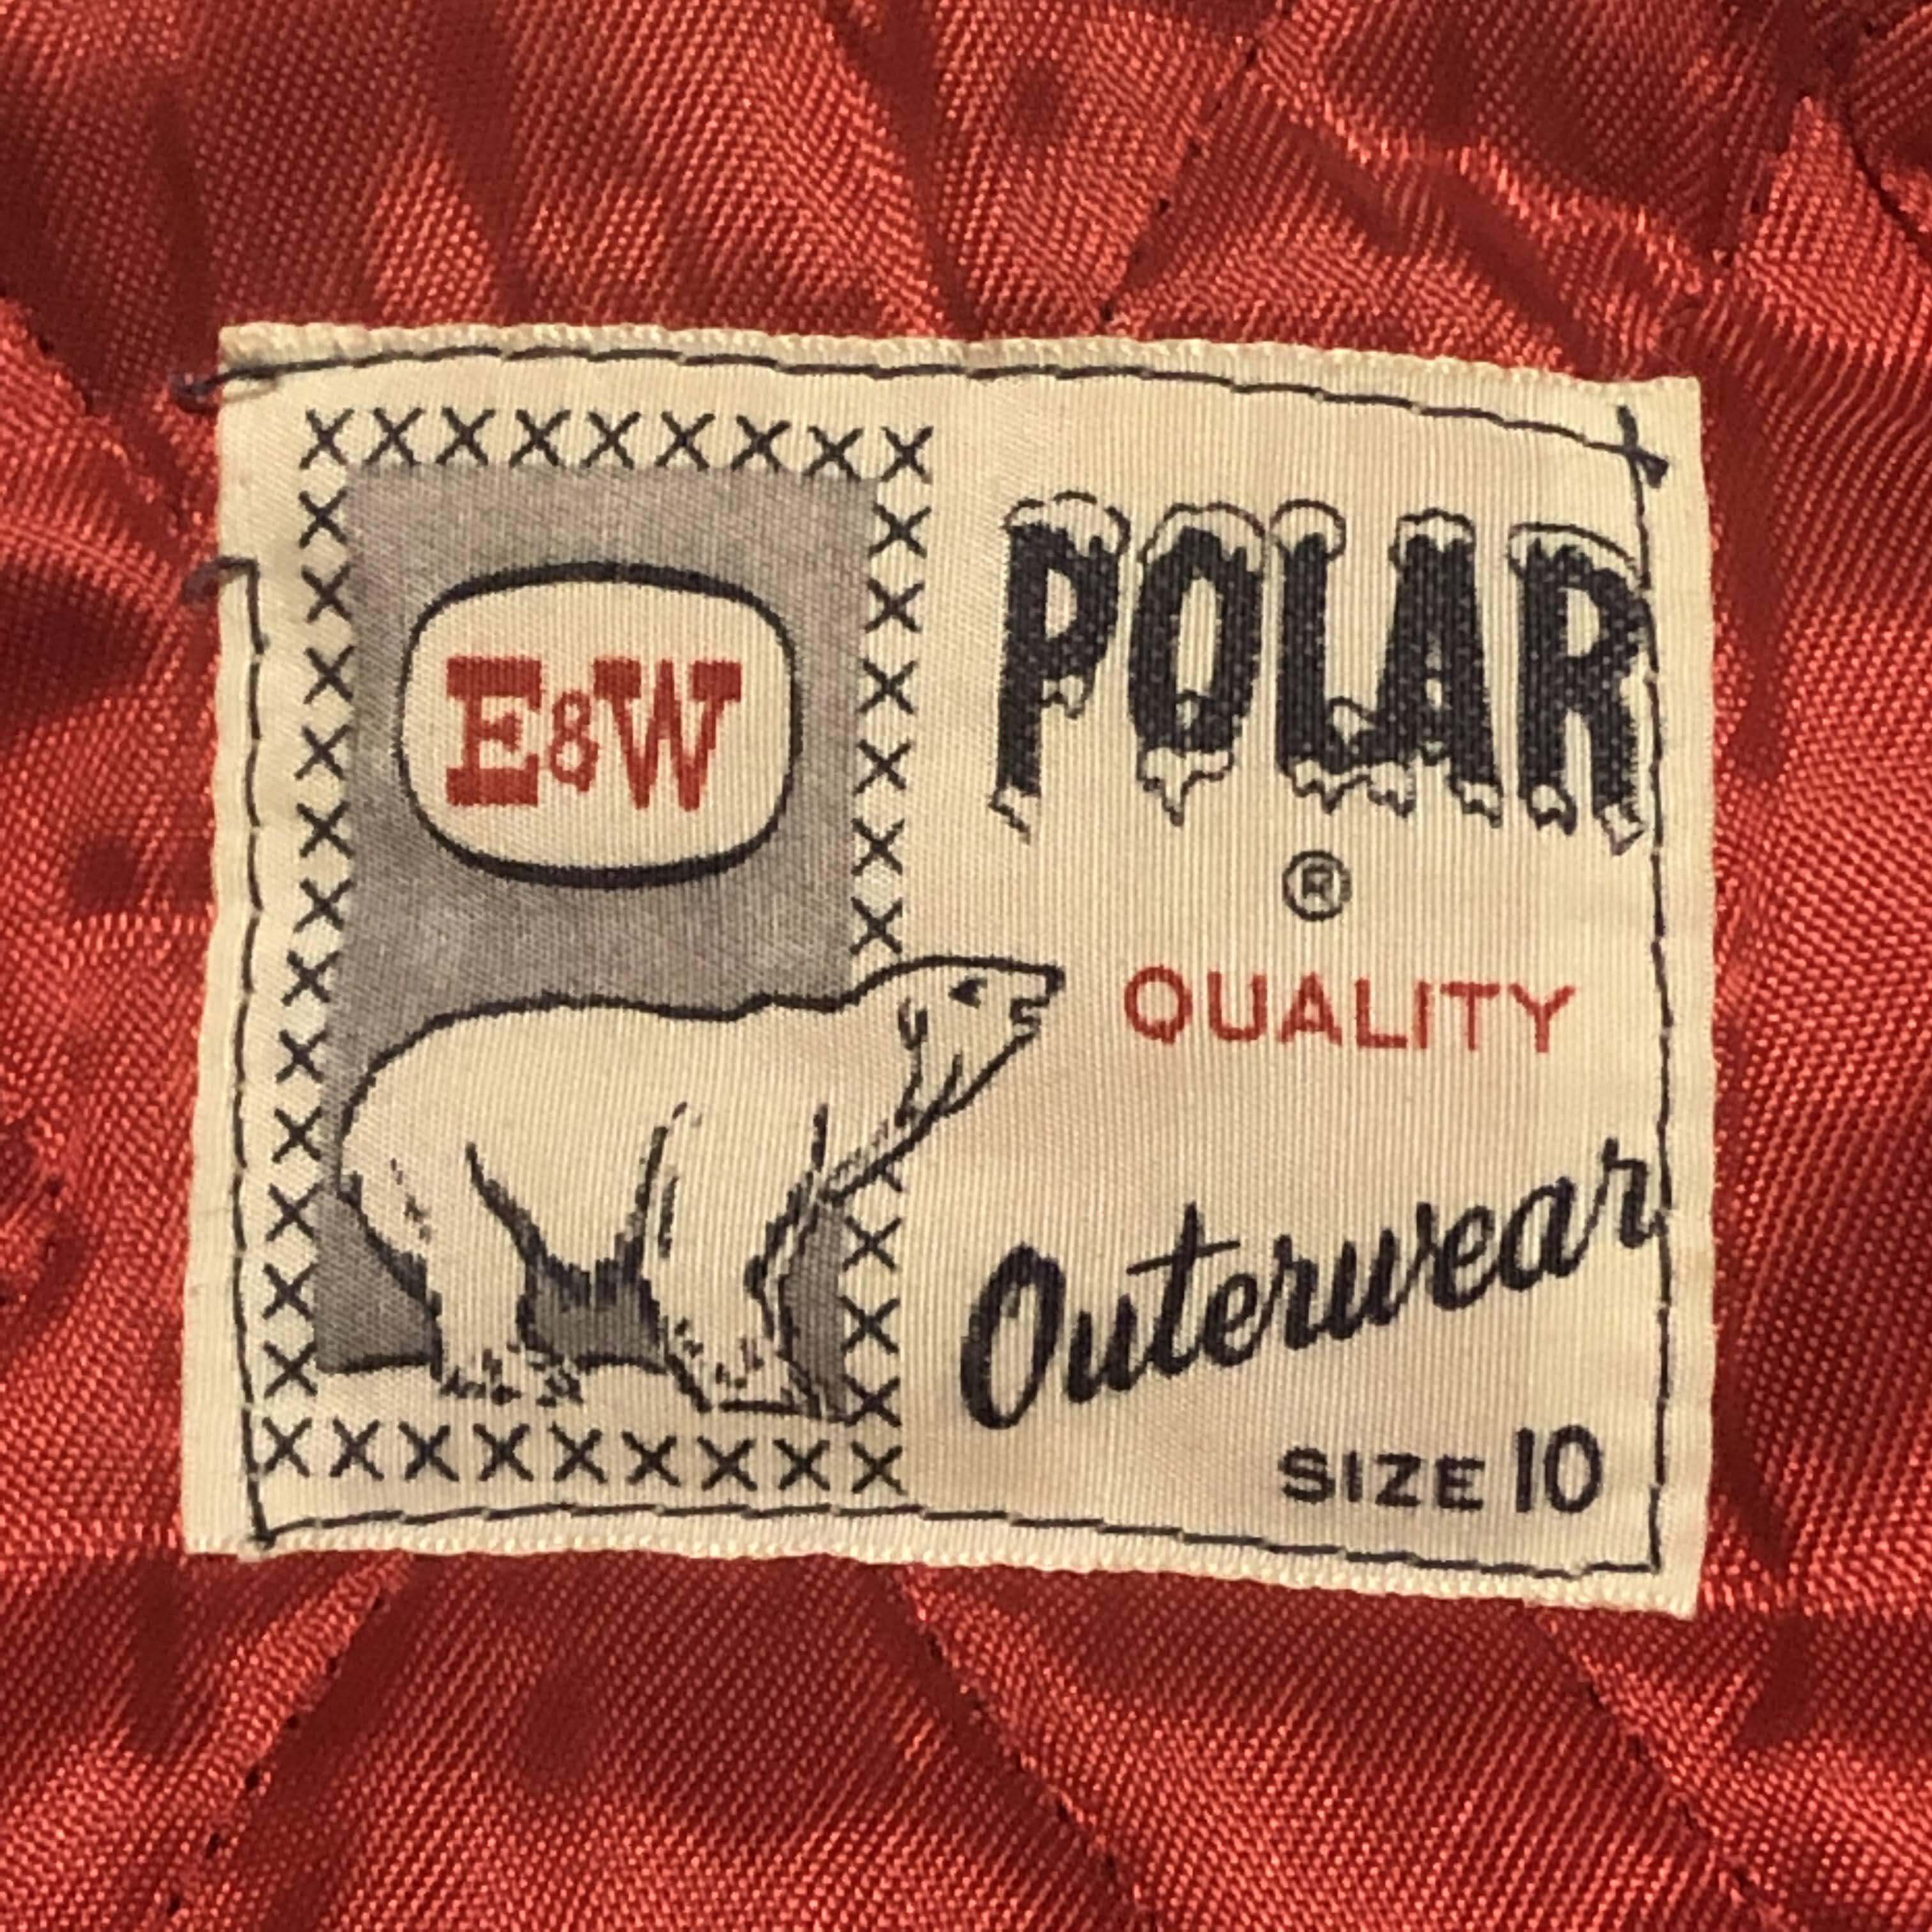 E&W
POLAR
®
QUALITY
Outerwear
SIZE 10